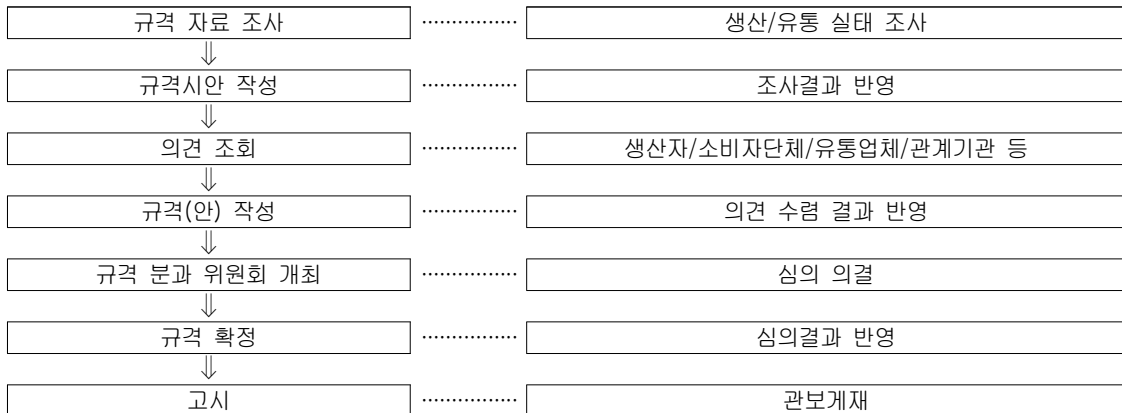 규격 자료 조사 ················ 생산/유통 실태 조사
⇓
규격시안 작성 ················ 조사결과 반영
⇓
의견 조회 ················ 생산자/소비자단체/유통업체/관계기관 등
⇓
규격(안) 작성 ················ 의견 수렴 결과 반영
⇓
규격 분과 위원회 개최 ················ 심의 의결
⇓
규격 확정 ················ 심의결과 반영
⇓
고시 ················ 관보게재